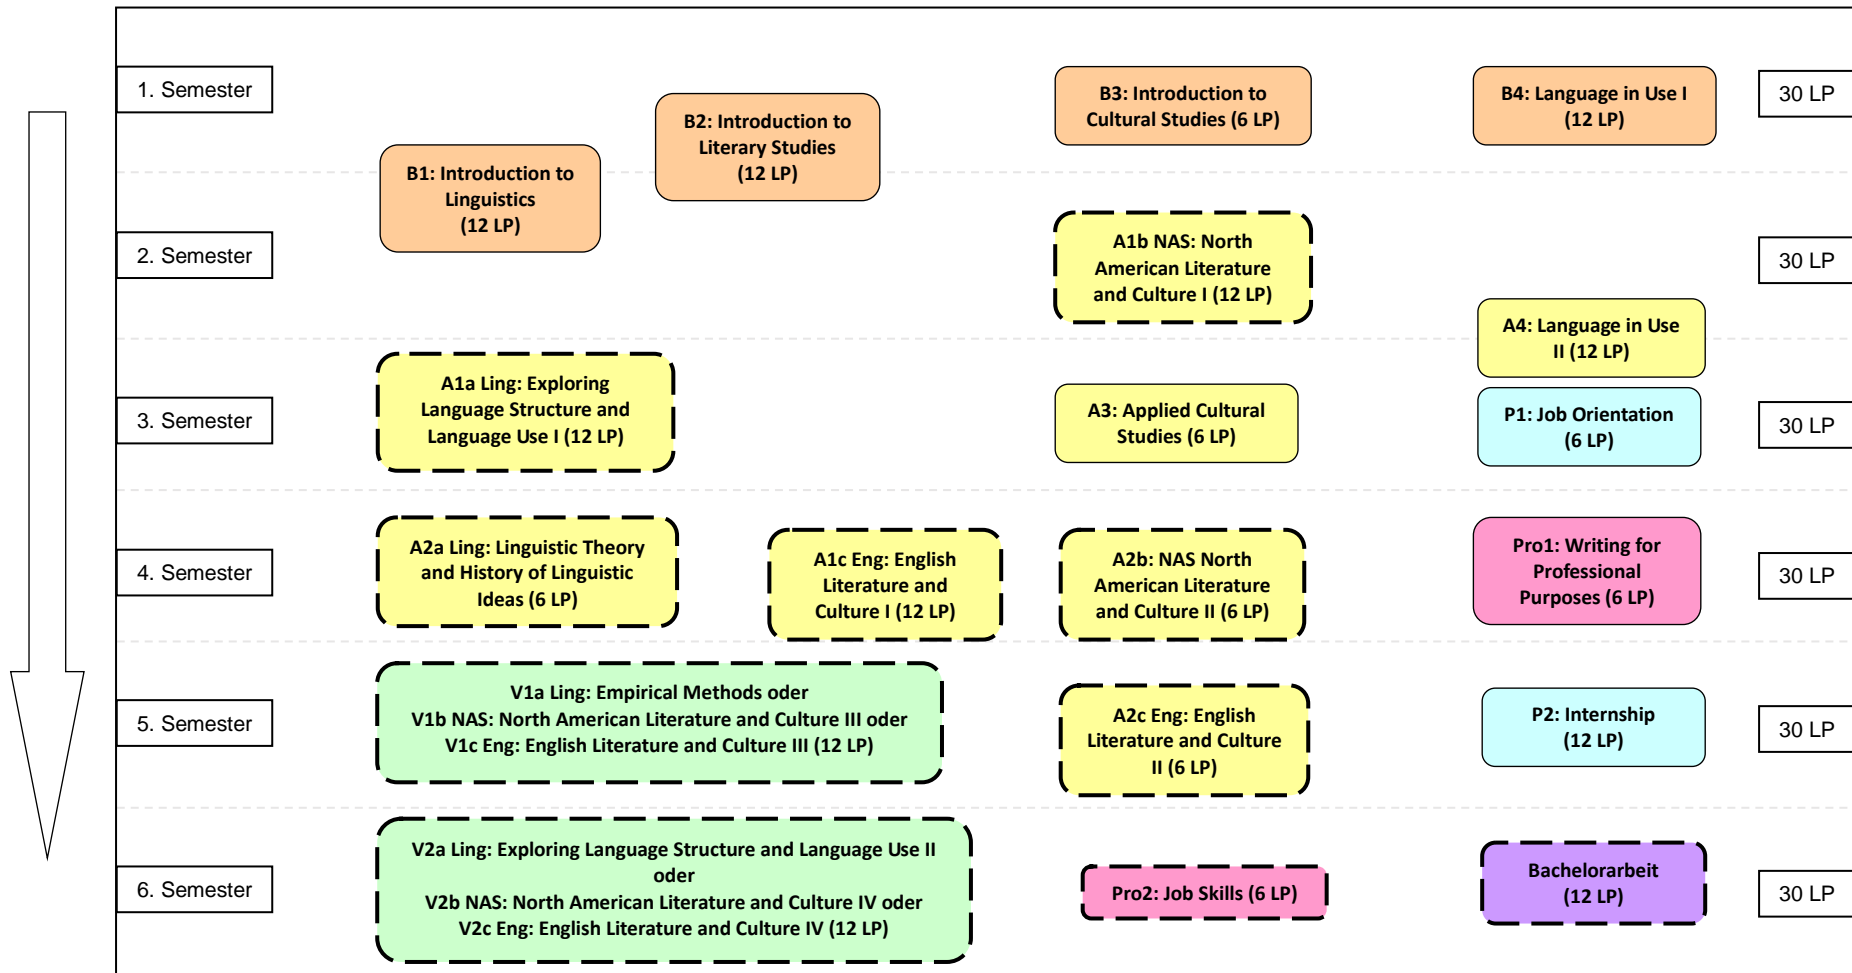 1. Semester
B3: Introduction to
Cultural Studies (6 LP)
B4: Language in Use I
(12 LP)
30 LP
B2: Introduction to
Literary Studies
(12 LP)
B1: Introduction to
Linguistics
(12 LP)
2. Semester
A1b NAS: North
American Literature
and Culture I (12 LP)
30 LP
A4: Language in Use
II (12 LP)
3. Semester
A1a Ling: Exploring
Language Structure and
Language Use I (12 LP)
A3: Applied Cultural
Studies (6 LP)
P1: Job Orientation
(6 LP)
30 LP
4. Semester
A2a Ling: Linguistic Theory
and History of Linguistic
Ideas (6 LP)
A1c Eng: English
Literature and
Culture I (12 LP)
A2b: NAS North
American Literature
and Culture II (6 LP)
Pro1: Writing for
Professional
Purposes (6 LP)
30 LP
5. Semester
V1a Ling: Empirical Methods oder
V1b NAS: North American Literature and Culture III oder
V1c Eng: English Literature and Culture III (12 LP)
A2c Eng: English
Literature and Culture
II (6 LP)
P2: Internship
(12 LP)
30 LP
6. Semester
V2a Ling: Exploring Language Structure and Language Use II
oder
V2b NAS: North American Literature and Culture IV oder
V2c Eng: English Literature and Culture IV (12 LP)
Pro2: Job Skills (6 LP)
Bachelorarbeit
(12 LP)
30 LP